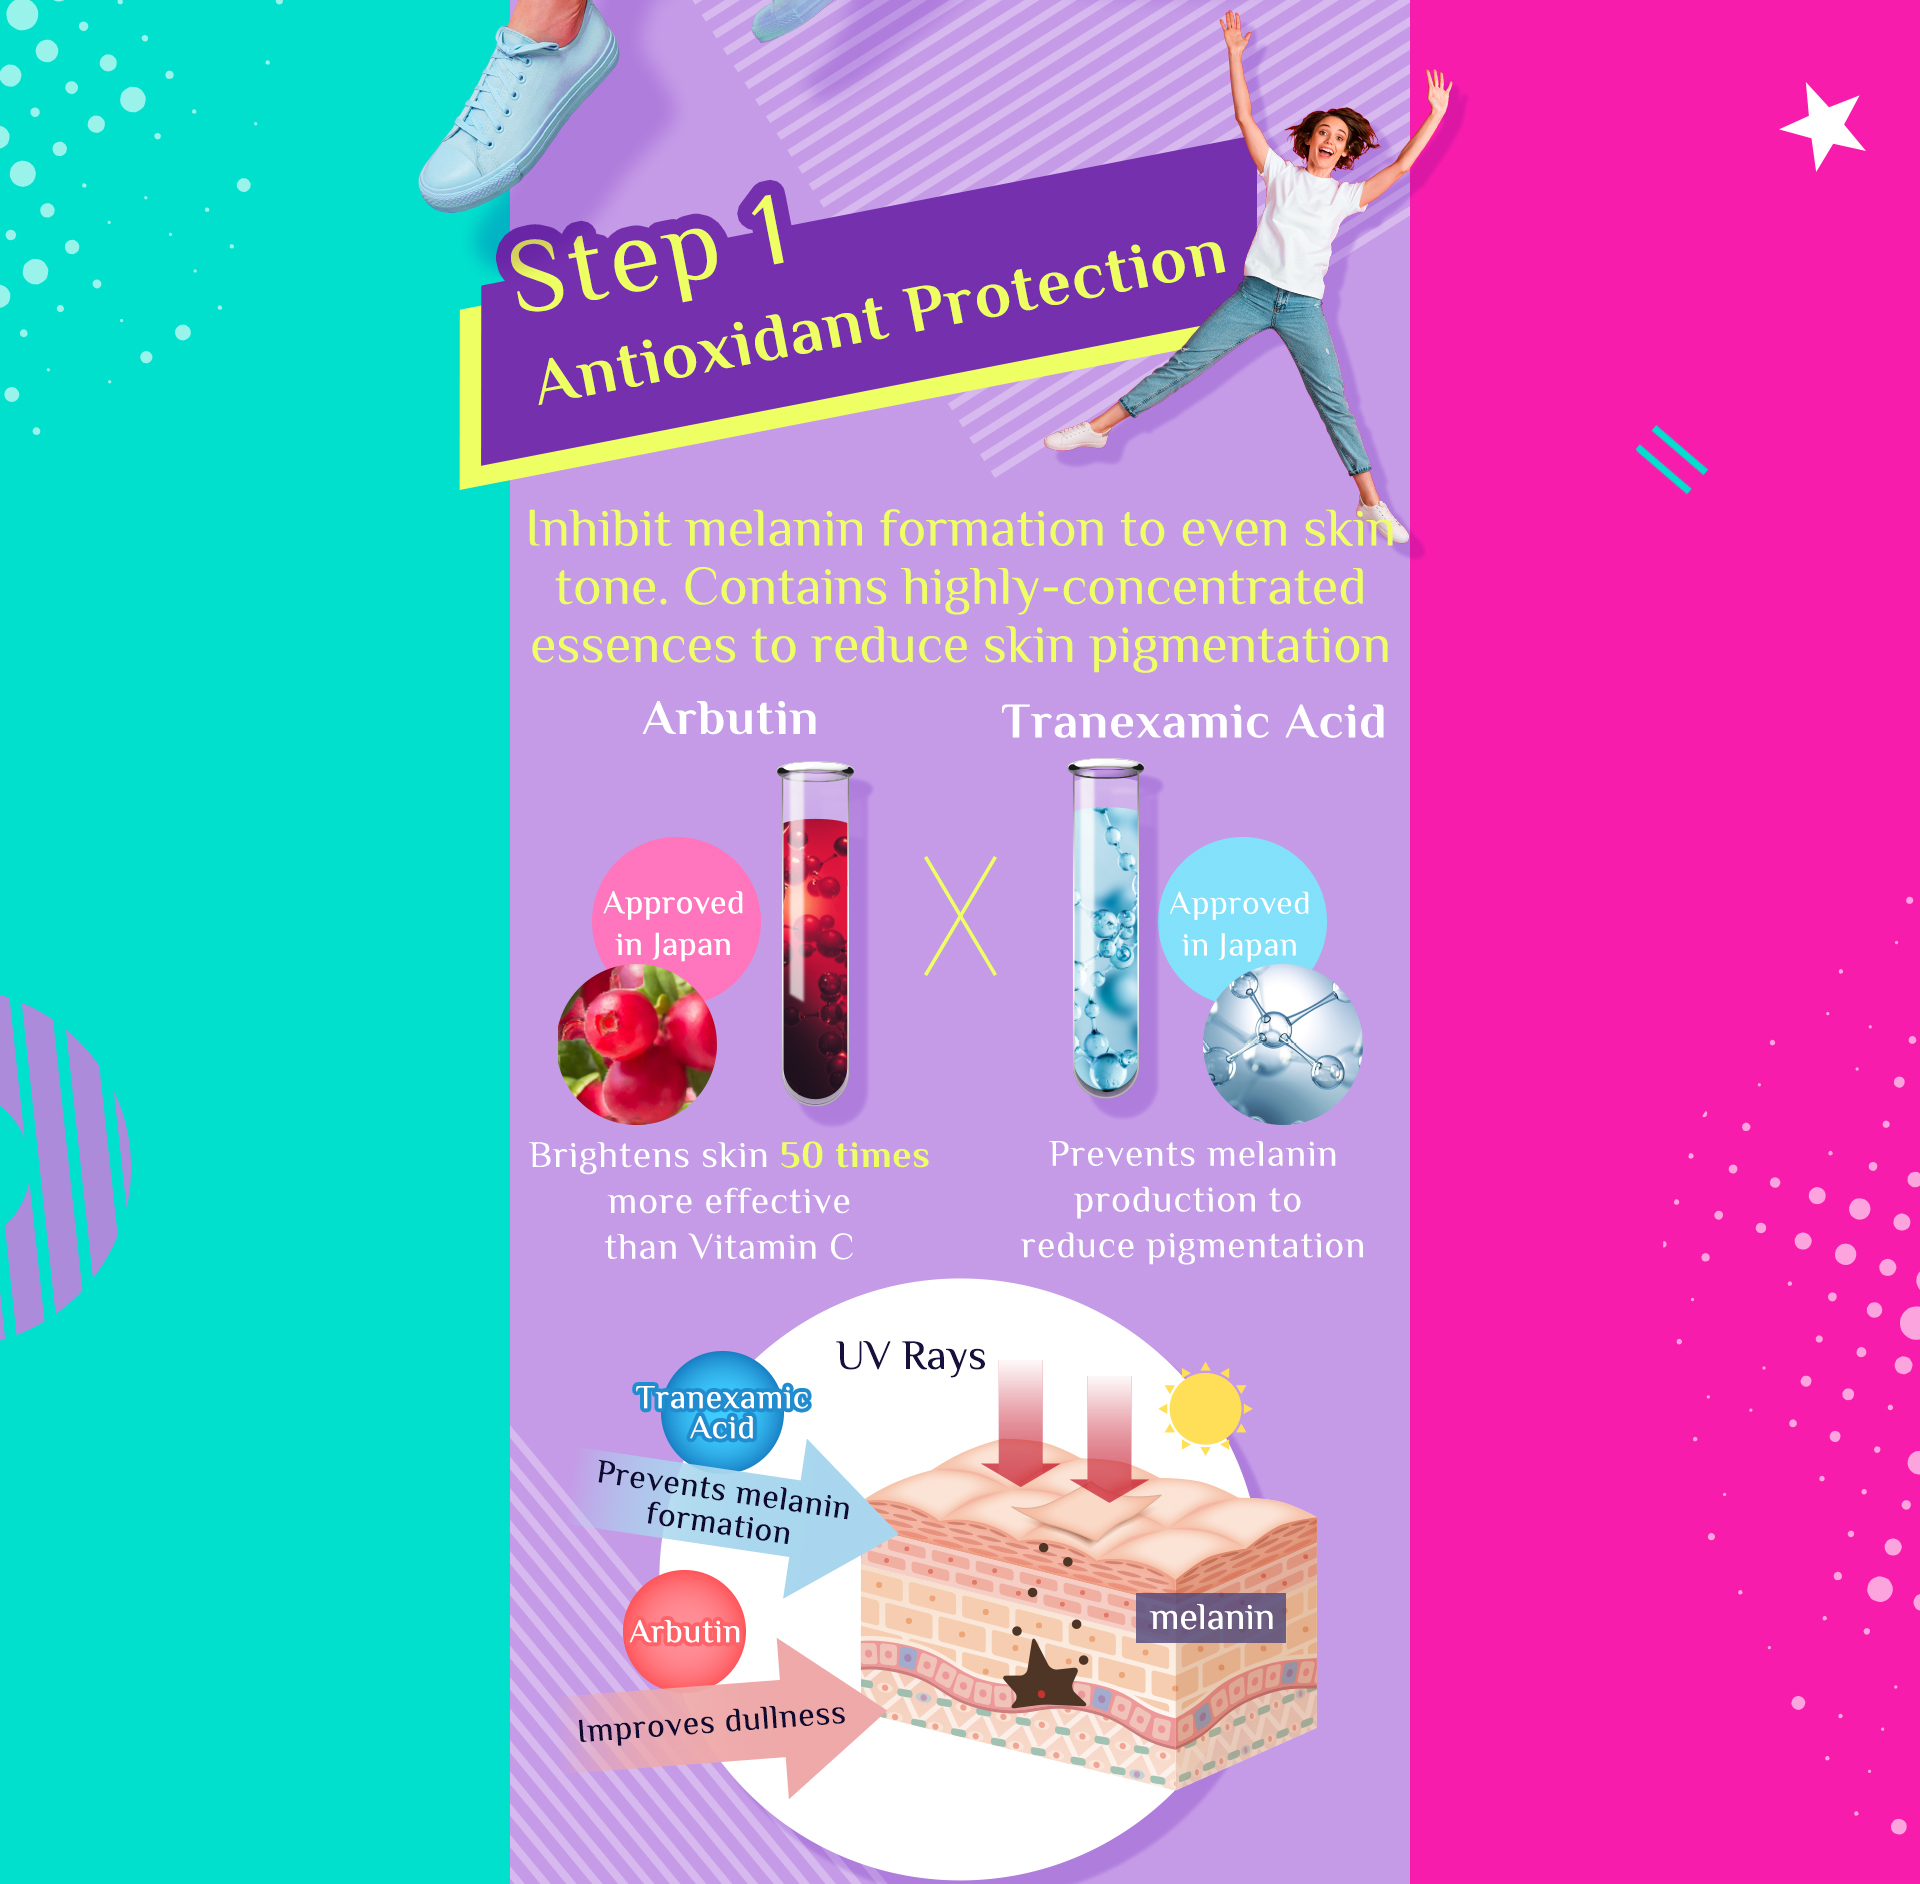 Step 1
Antioxidant Protection
Inhibit melanin formation to even skin
tone. Contains highly-concentrated
essences to reduce skin pigmentation
Arbutin
Tranexamic Acid
Approved
in Japan
Approved
in Japan
Brightens skin 50 times
more effective
than Vitamin C
Prevents melanin
production to
reduce pigmentation
UV Rays
Tranexamic
Acid
Prevents melanin
formation
Arbutin
Improves dullness
melanin